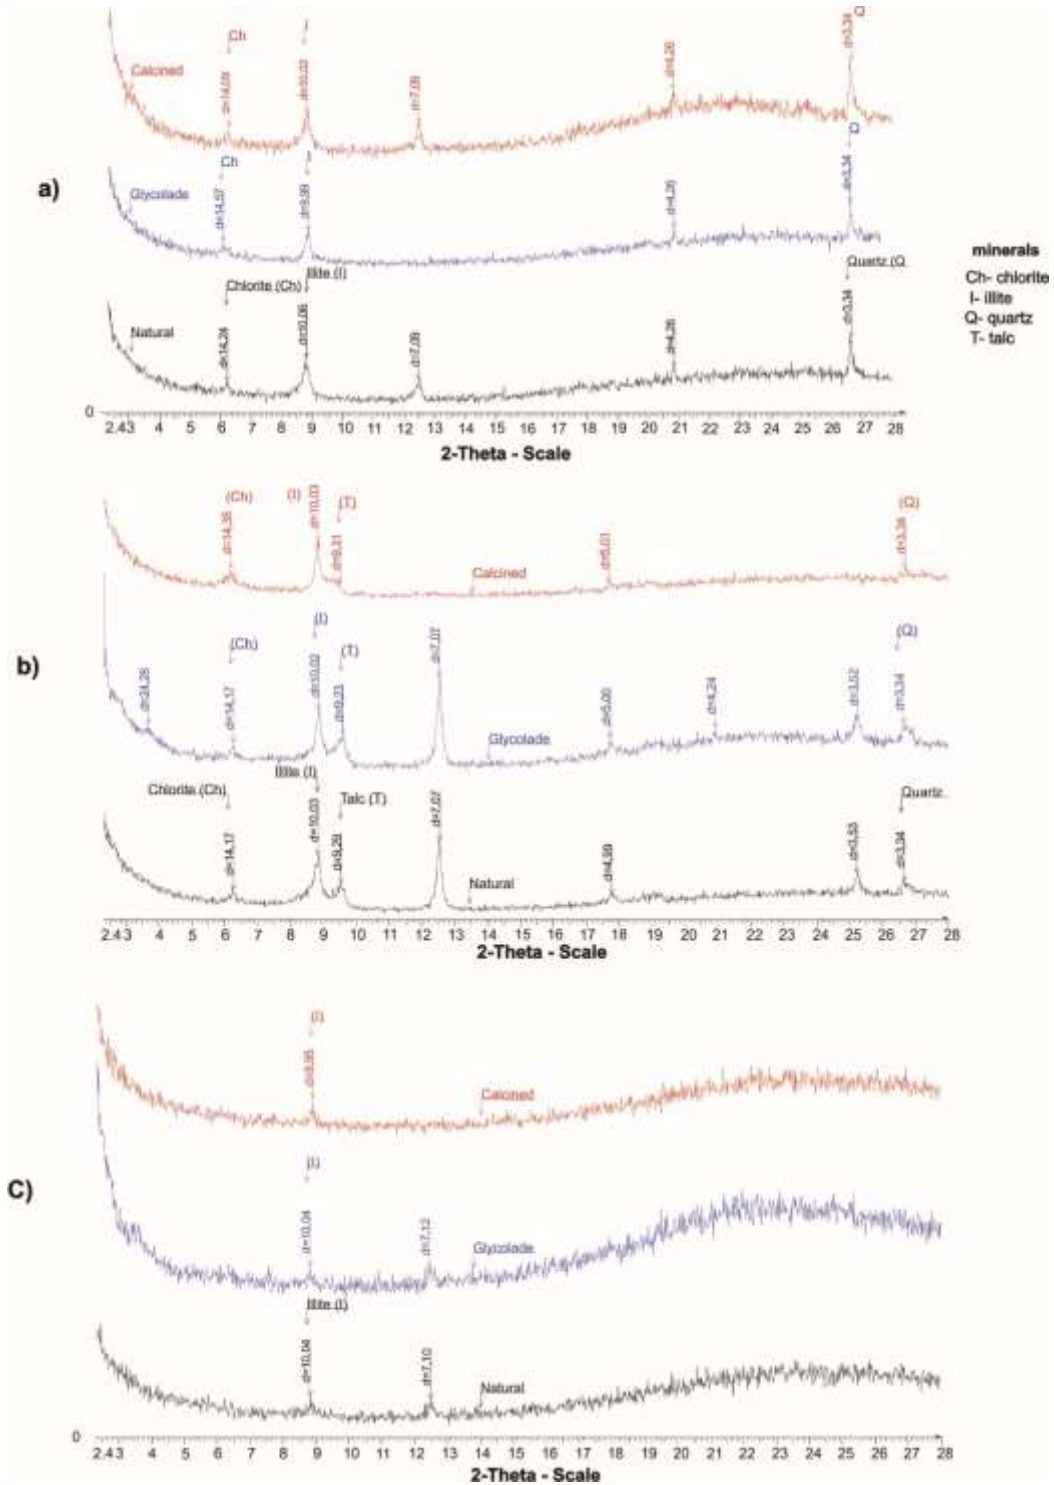 Ch
I
Q
Calcined
d=14,09
d=10,02
d=7,09
d=4,26
d=3,34
a)
Ch
I
Q
Glycolade
d=14,57
d=9,99
d=4,26
d=3,34
Chlorite (Ch)
Illite (I)
Quartz (Q
Natural
d=14,24
d=10,06
d=7,09
d=4,26
d=3,34
minerals
Ch- chlorite
I- illite
Q- quartz
T- talc
0
2.43 4 5 6 7 8 9 10 11 12 13 14 15 16 17 18 19 20 21 22 23 24 25 26 27 28
2-Theta - Scale
(Ch) (I) (T) (Q)
d=14,35
d=10,03
d=9,31
Calcined
d=5,01
d=3,34
b)
(Ch) (I) (T) (Q)
d=24,28
d=14,17
d=10,02
d=9,23
d=7,07
Glycolade
d=5,00
d=4,24
d=3,52
d=3,34
Chlorite (Ch)
Illite (I)
Talc (T)
Quartz
d=14,17
d=10,03
d=9,29
d=7,07
Natural
d=4,99
d=3,53
d=3,34
2.43 4 5 6 7 8 9 10 11 12 13 14 15 16 17 18 19 20 21 22 23 24 25 26 27 28
2-Theta - Scale
(I)
d=9,95
Calcined
C)
(I)
d=10,04
d=7,12
Glycolade
Illite (I)
d=10,04
d=7,10
Natural
0
2.43 4 5 6 7 8 9 10 11 12 13 14 15 16 17 18 19 20 21 22 23 24 25 26 27 28
2-Theta - Scale